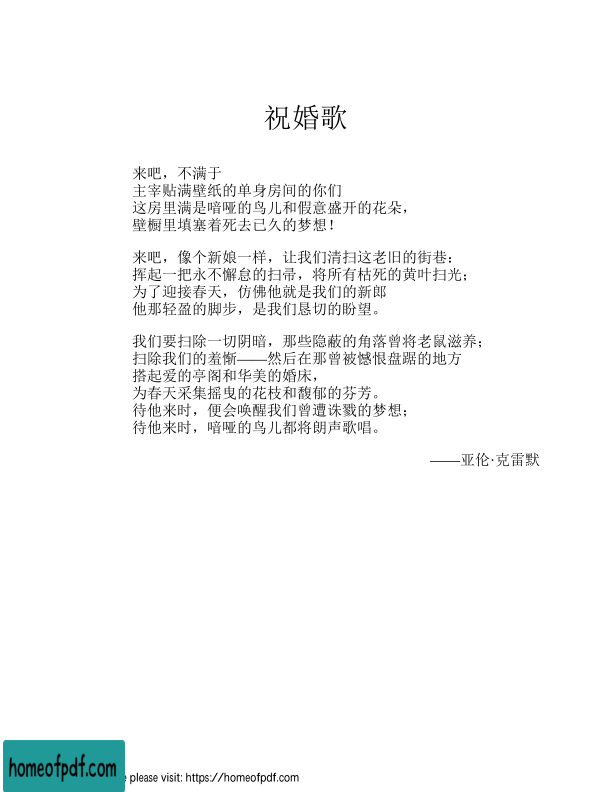 祝婚歌
来吧，不满于
主宰贴满壁纸的单身房间的你们
这房里满是喑哑的鸟儿和假意盛开的花朵，
壁橱里填塞着死去已久的梦想！
来吧，像个新娘一样，让我们清扫这老旧的街巷：
挥起一把永不懈怠的扫帚，将所有枯死的黄叶扫光；
为了迎接春天，仿佛他就是我们的新郎
他那轻盈的脚步，是我们恳切的盼望。
我们要扫除一切阴暗，那些隐蔽的角落曾将老鼠滋养；
扫除我们的羞惭——然后在那曾被憾恨盘踞的地方
搭起爱的亭阁和华美的婚床，
为春天采集摇曳的花枝和馥郁的芬芳。
待他来时，便会唤醒我们曾遭诛戮的梦想；
待他来时，喑哑的鸟儿都将朗声歌唱。
——亚伦·克雷默
homeofpdf.com
please visit: https://homeofpdf.com